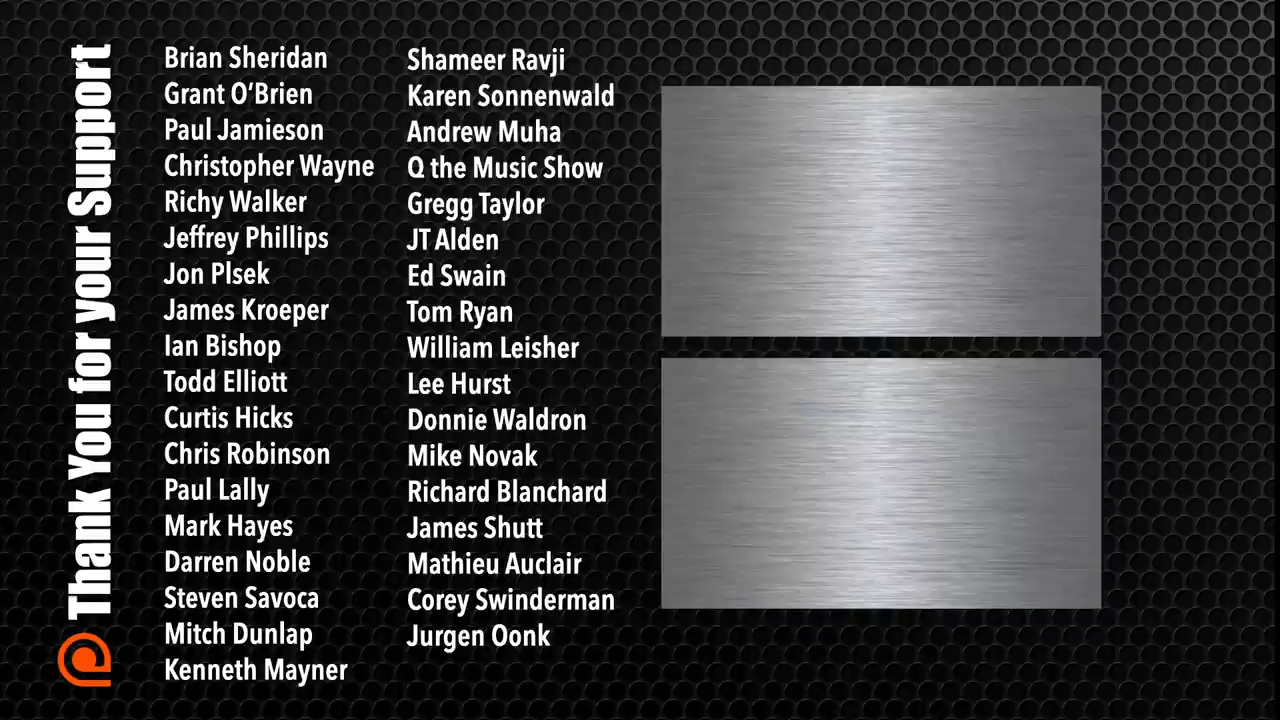 Thank You for your Support
Brian Sheridan
Grant O’Brien
Paul Jamieson
Christopher Wayne
Richy Walker
Jeffrey Phillips
Jon Plsek
James Kroeper
Ian Bishop
Todd Elliott
Curtis Hicks
Chris Robinson
Paul Lally
Mark Hayes
Darren Noble
Steven Savoca
Mitch Dunlap
Kenneth Mayner
Shameer Ravji
Karen Sonnenwald
Andrew Muha
Q the Music Show
Gregg Taylor
JT Alden
Ed Swain
Tom Ryan
William Leisher
Lee Hurst
Donnie Waldron
Mike Novak
Richard Blanchard
James Shutt
Mathieu Auclair
Corey Swinderman
Jurgen Oonk